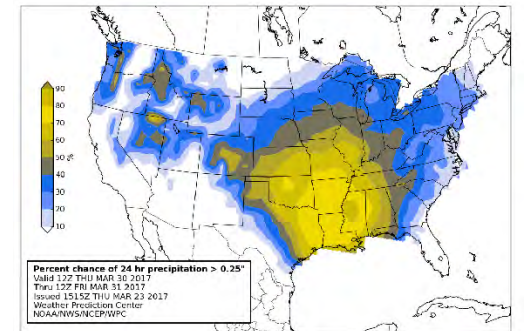 90
80
70
60
50
40
30
20
10
%
Percent chance of 24 hr precipitation > 0.25"
Valid 12Z THU MAR 30 2017
Thru 12Z FRI MAR 31 2017
Issued 1515Z THU MAR 23 2017
Weather Prediction Center
NOAA/NWS/NCEP/WPC